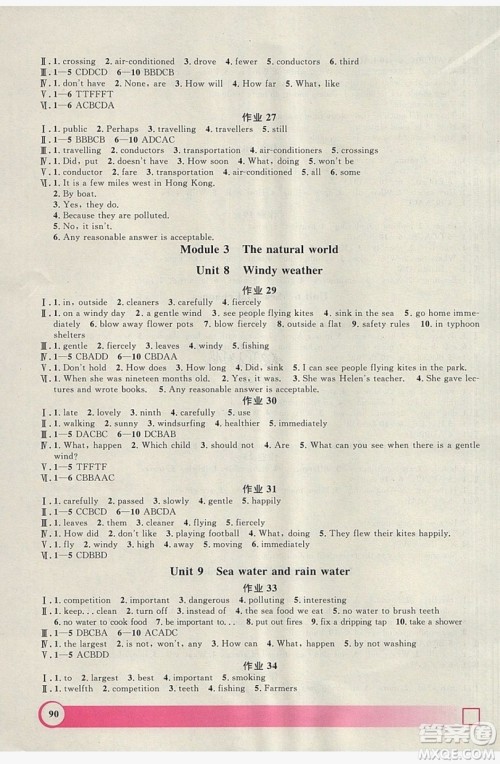 Ⅱ. 1. crossing 2. air-conditioned 3. drove 4. fewer 5. conductors 6. third
Ⅲ. 1—5 CDDCD 6—10 BBDCB
Ⅳ. 1. don't have 2. None, are 3. How will 4. How far 5. What, like
Ⅴ. 1—6 TTFFFT
Ⅵ. 1—6 ACBCDA
作业 27
Ⅰ. 1. public 2. Perhaps 3. travelling 4. travellers 5. still
Ⅱ. 1—5 BBBCB 6—10 ADCAC
Ⅲ. 1. travelling 2. conductors 3. transportation 4. air-conditioners 5. crossings
Ⅳ. 1. Did, put 2. doesn't have 3. How soon 4. What, doing 5. won't be
Ⅴ. 1. conductor 2. fare 3. transportation 4. air-conditioned 5. all 6. some
Ⅵ. 1. It is a few miles west in Hong Kong.
2. By boat.
3. Yes, they do.
4. Because they are polluted.
5. It's slow.
6. Any reasonable answer is acceptable.
Module 3 The natural world
Unit 8 Windy weather
作业 29
Ⅰ. 1. in, outside 2. cleaners 3. carefully 4. fiercely
Ⅱ. 1. on a windy day 2. a gentle wind 3. fly kites happily 4. sink in the sea 5. go home imme-
diately 6. blow away flower pots 7. blow fiercely 8. go outside 9. safety rules 10. in typhoon
shelters
Ⅲ. 1. gentle 2. fiercely 3. leaves 4. windy 5. fishing
Ⅳ. 1—5 CBADD 6—10 CBDAA
Ⅴ. 1. Don't hold 2. How do 3. How long 4. Did, stay 5. I can see people flying kites in the park.
Ⅵ. 1. When she was nineteen months old. 2. Yes, it was. 3. She was Helen's teacher. 4. She gave lec-
tures and wrote books. 5. Any reasonable answer is acceptable.
作业 30
Ⅰ. 1. late 2. lovely 3. ninth 4. carefully 5. use
Ⅱ. 1. walking 2. sunny 3. windsurfing 4. healthier 5. immediately
Ⅲ. 1—5 DACBC 6—10 DCBAB
Ⅳ. 1. What, happen 2. Which child 3. should not 4. Are 5. What can you see when there is a gentle
wind?
Ⅴ. 1—5 TFFTF
Ⅵ. 1—6 CBBAAC
作业 31
Ⅰ. 1. carefully 2. passed 3. slowly 4. gentle 5. happily
Ⅱ. 1—5 CCBCD 6—10 DBCAA
Ⅲ. 1. leaves 2. them 3. cleaner 4. flying 5. fiercely
Ⅳ. 1. How does 2. don't like 3. playing football 4. What, happening 5. They flew their kites happily.
Ⅴ. 1. fly 2. windy 3. high 4. away 5. immediately 6. fishing
Ⅵ. 1—5 CDBBD
Unit 9 Sea water and rain water
作业 33
Ⅰ. 1. competition 2. important 3. dangerous 4. polluting 5. interesting
Ⅱ. 1. keep... clean 2. turn off 3. instead of 4. the sea food we eat 5. use water to brush teeth
6. no water to cook food 7. be important to... 8. put out fires 9. fix a dripping tap 10. take a shower
Ⅲ. 1—5 DBCBA 6—10 ACADC
Ⅳ. 1. the largest 2. is not, won't 3. any, in 4. What, happen 5. by not washing
Ⅴ. 1—5 ACBDD
作业 34
Ⅰ. 1. to 2. largest 3. best 4. important 5. smoking
Ⅱ. 1. twelfth 2. competition 3. teeth 4. fishing 5. Farmers
90
答案圈
MXQE.COM